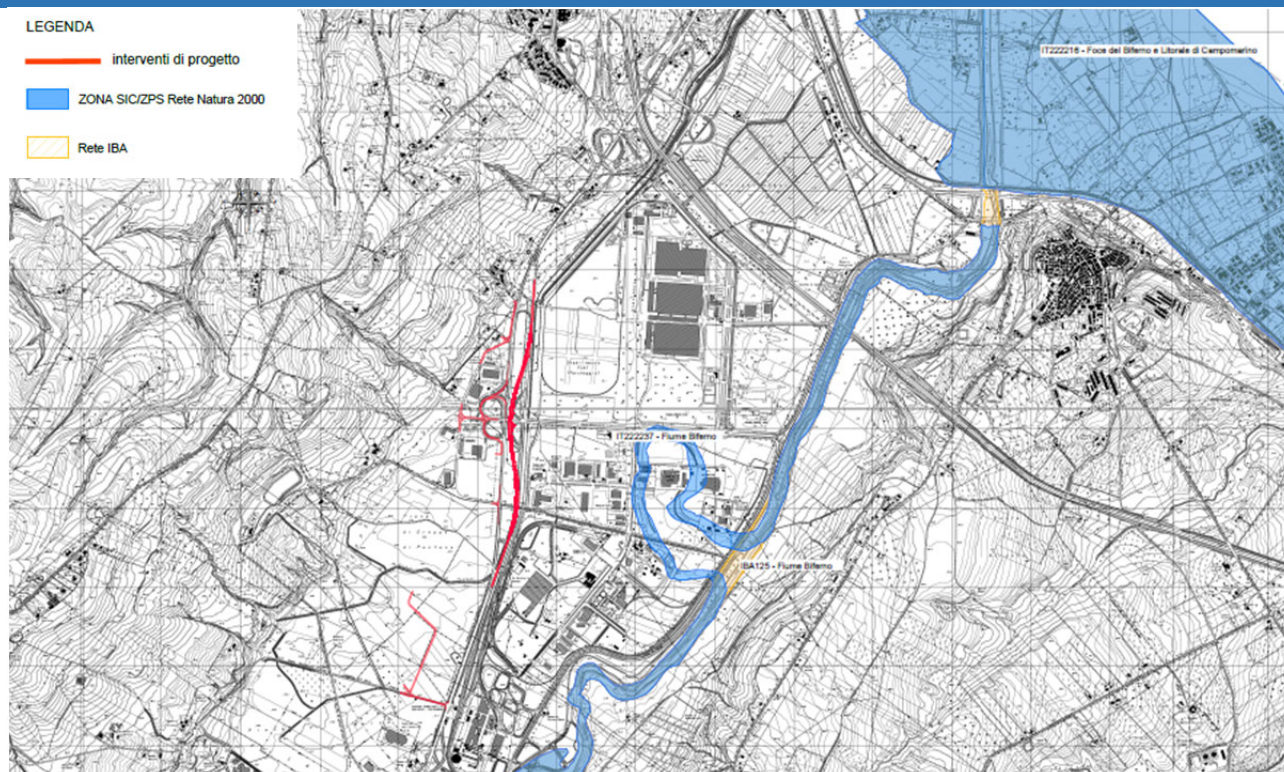 LEGENDA
interventi di progetto
ZONA SIC/ZPS Rete Natura 2000
Rete IBA
IT222216 - Foce del Biferno e Litorale di Campomarino
IT222237 - Fiume Biferno
IBA125 - Fiume Biferno